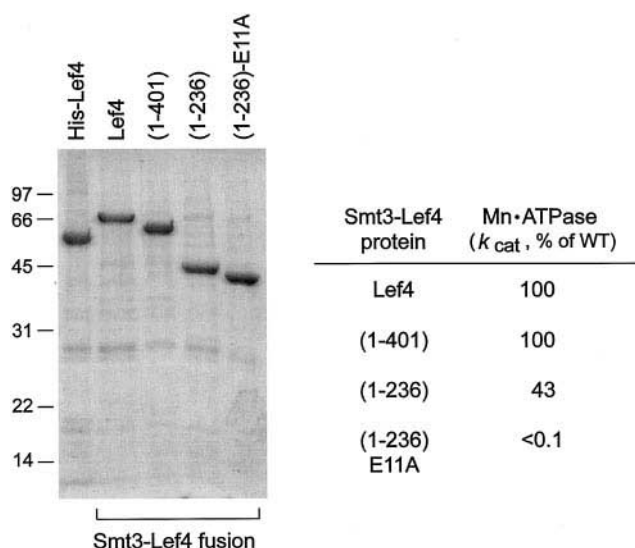 His-Lef4
Lef4
(1-401)
(1-236)
(1-236)-E11A
97
66
45
31
22
14
Smt3-Lef4 fusion
Smt3-Lef4 Mn•ATPase
protein (k cat , % of WT)
Lef4 100
(1-401) 100
(1-236) 43
(1-236) <0.1
E11A